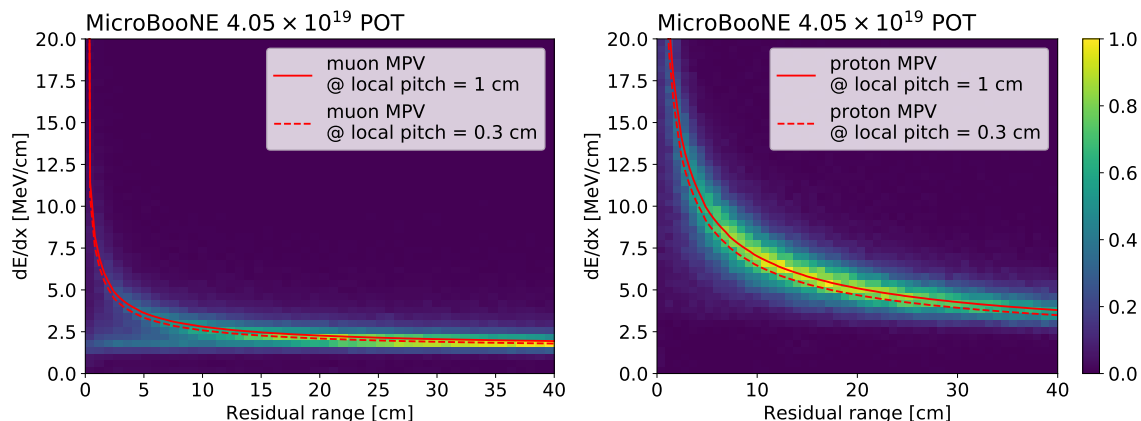 MicroBooNE 4.05 × 10¹⁹ POT
20.0
17.5
15.0
12.5
10.0
7.5
5.0
2.5
0.0
dE/dx [MeV/cm]
muon MPV
@ local pitch = 1 cm
muon MPV
@ local pitch = 0.3 cm
0 5 10 15 20 25 30 35 40
Residual range [cm]
MicroBooNE 4.05 × 10¹⁹ POT
20.0
17.5
15.0
12.5
10.0
7.5
5.0
2.5
0.0
dE/dx [MeV/cm]
proton MPV
@ local pitch = 1 cm
proton MPV
@ local pitch = 0.3 cm
0 10 20 30 40
Residual range [cm]
1.0
0.8
0.6
0.4
0.2
0.0